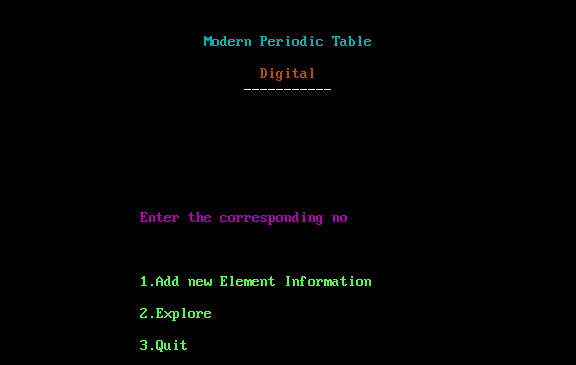 Modern Periodic Table
Digital
-----------
Enter the corresponding no
1.Add new Element Information
2.Explore
3.Quit